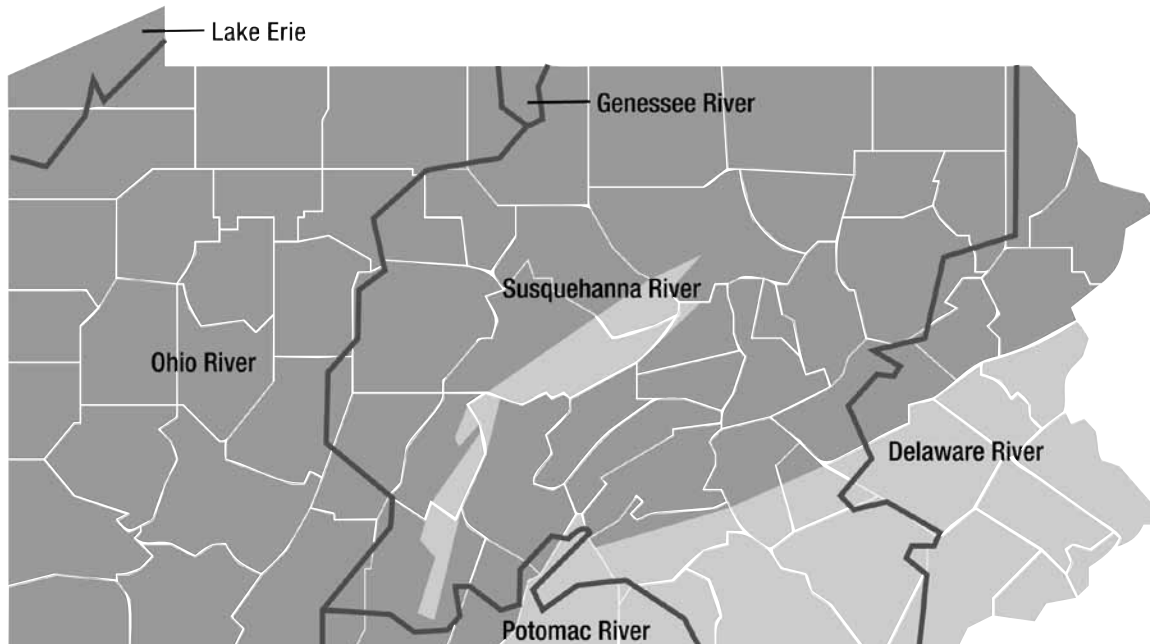 Lake Erie
Genessee River
Susquehanna River
Ohio River
Delaware River
Potomac River